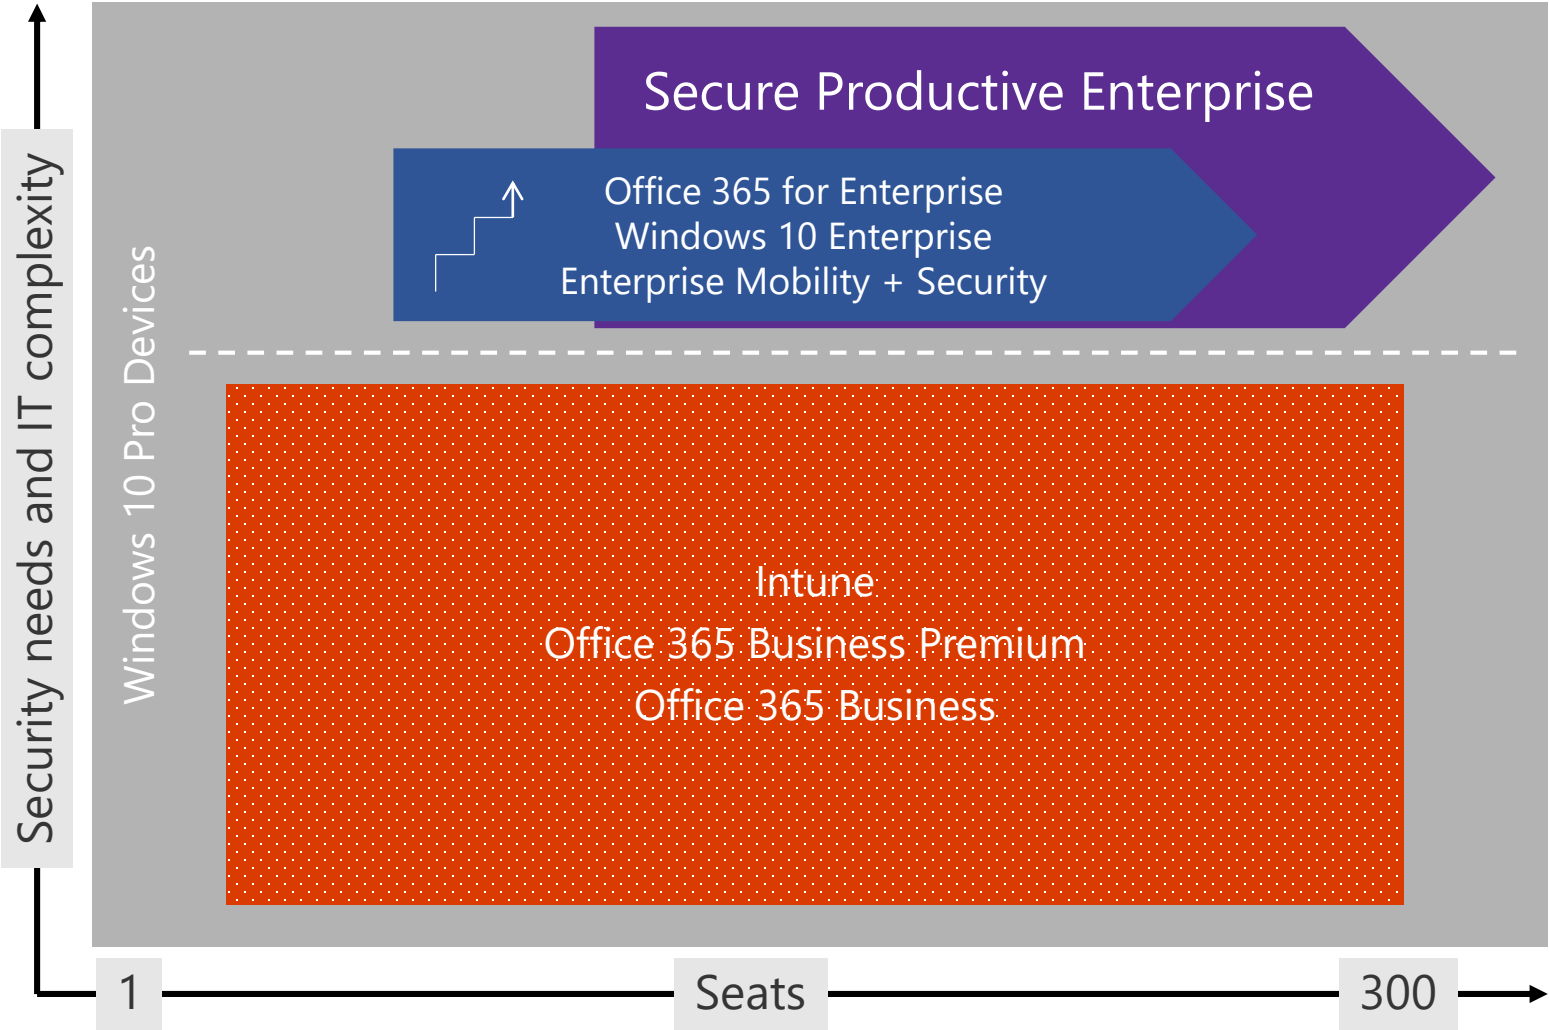 Secure Productive Enterprise
Office 365 for Enterprise
Windows 10 Enterprise
Enterprise Mobility + Security
Security needs and IT complexity
Windows 10 Pro Devices
Intune
Office 365 Business Premium
Office 365 Business
1
Seats
300